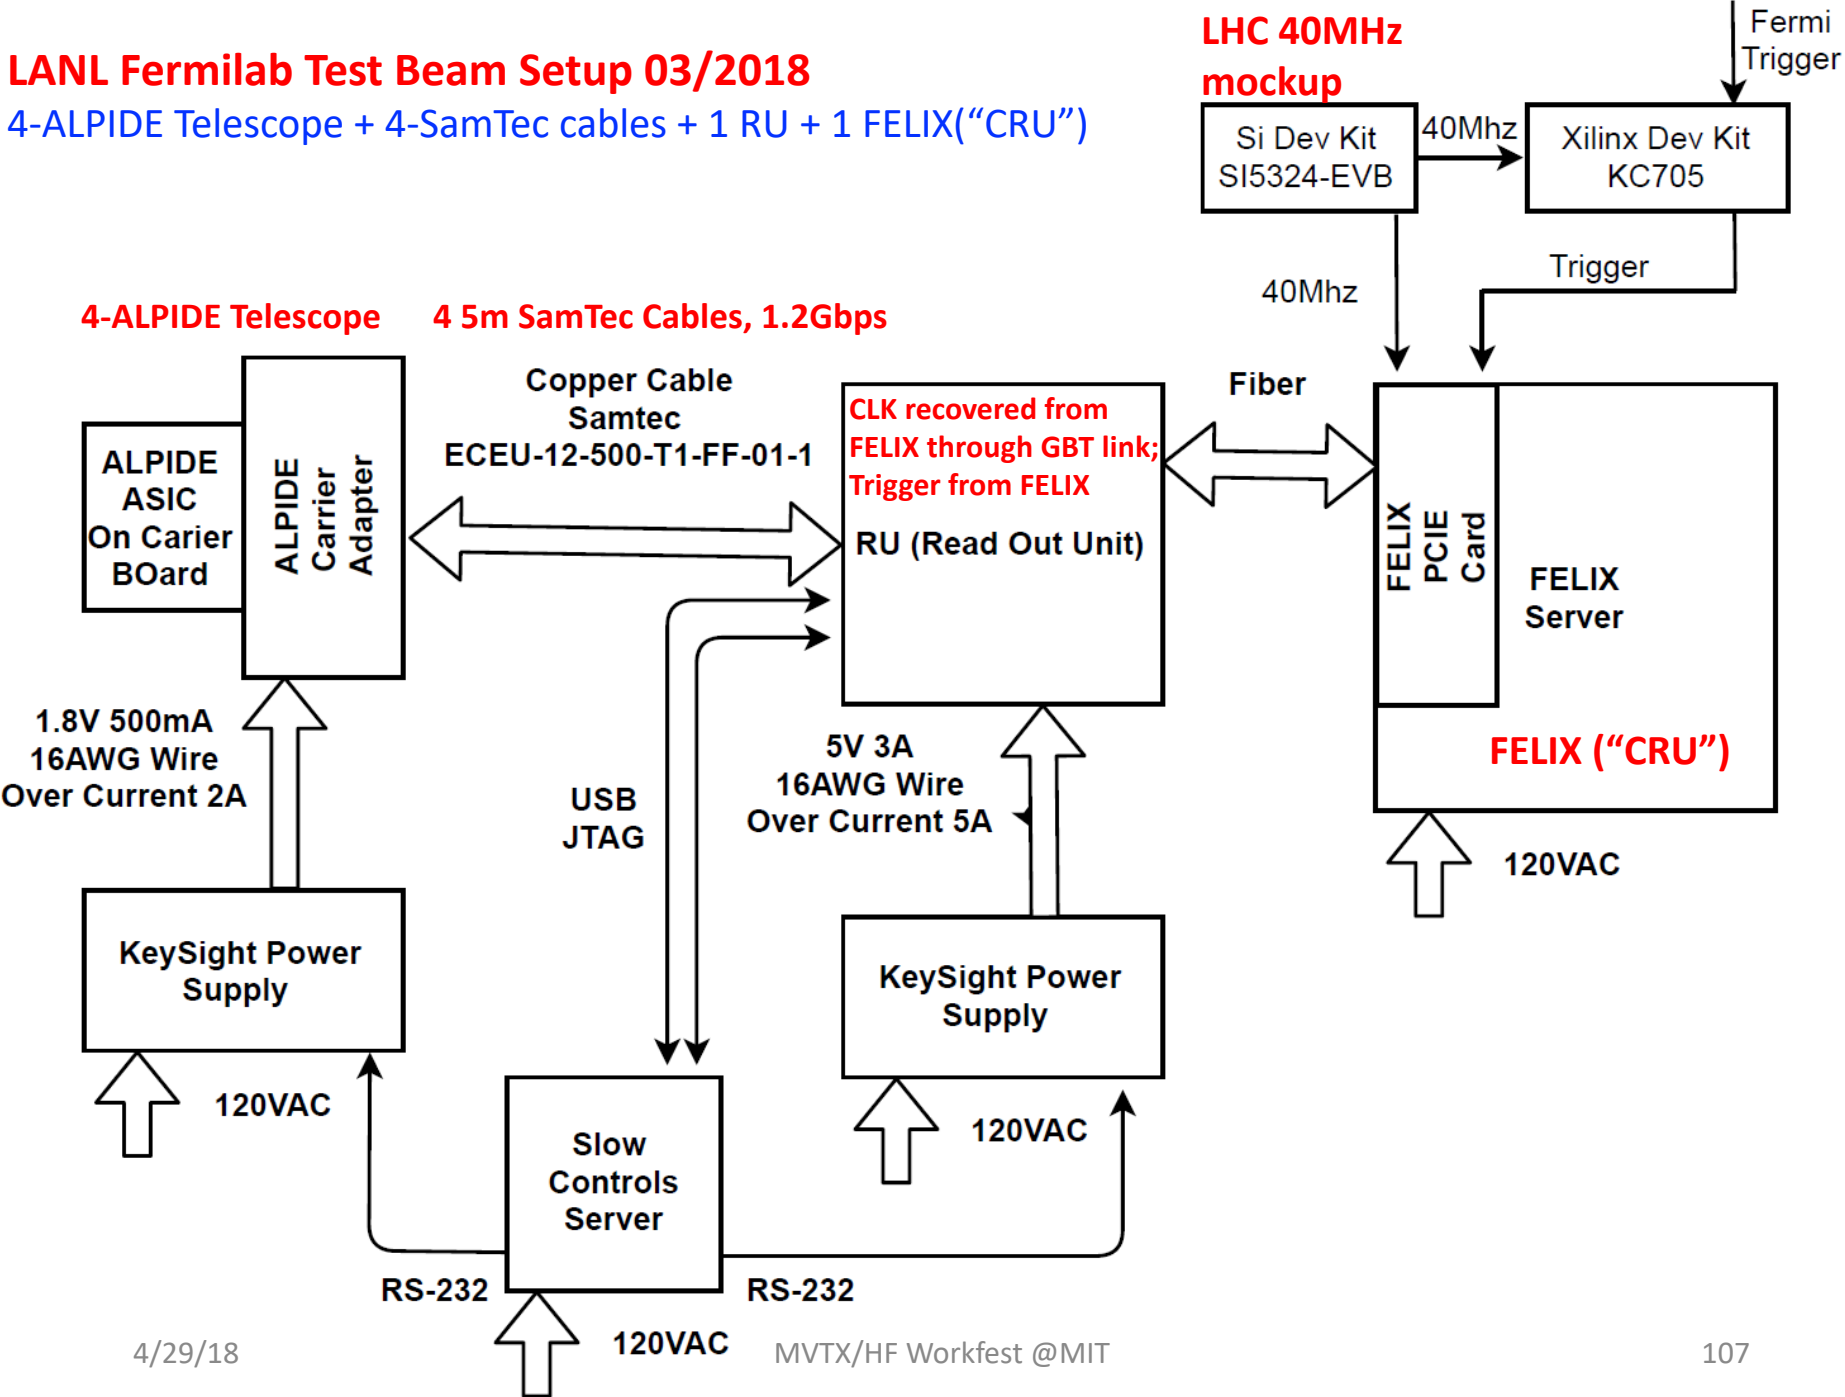 LANL Fermilab Test Beam Setup 03/2018
4-ALPIDE Telescope + 4-SamTec cables + 1 RU + 1 FELIX(“CRU”)
LHC 40MHz
mockup
Fermi
Trigger
Si Dev Kit
SI5324-EVB
40Mhz
Xilinx Dev Kit
KC705
40Mhz
Trigger
4-ALPIDE Telescope
4 5m SamTec Cables, 1.2Gbps
ALPIDE
ASIC
On Carier
BOard
ALPIDE
Carrier
Adapter
Copper Cable
Samtec
ECEU-12-500-T1-FF-01-1
CLK recovered from
FELIX through GBT link;
Trigger from FELIX
RU (Read Out Unit)
Fiber
FELIX
PCIE
Card
FELIX
Server
FELIX (“CRU”)
1.8V 500mA
16AWG Wire
Over Current 2A
USB
JTAG
5V 3A
16AWG Wire
Over Current 5A
120VAC
KeySight Power
Supply
KeySight Power
Supply
120VAC
120VAC
Slow
Controls
Server
RS-232
RS-232
120VAC
4/29/18
MVTX/HF Workfest @MIT
107